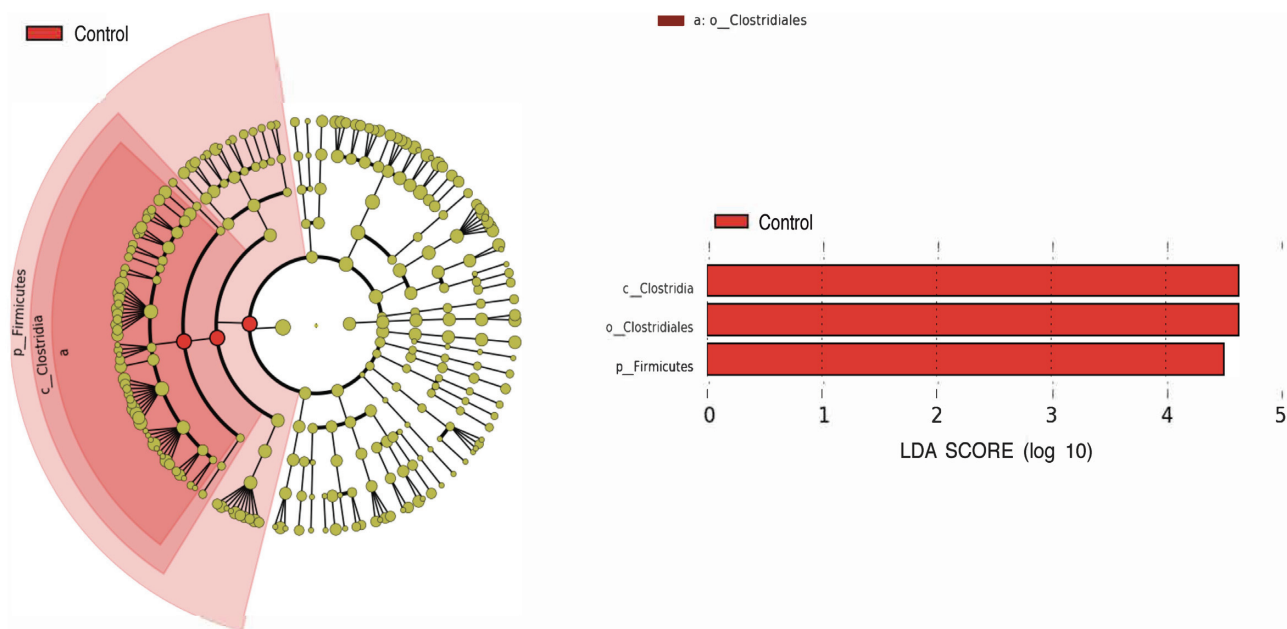 Control
a: o__Clostridiales
p__Firmicutes
c__Clostridia
a
Control
c__Clostridia
o__Clostridiales
p__Firmicutes
0 1 2 3 4 5
LDA SCORE (log 10)